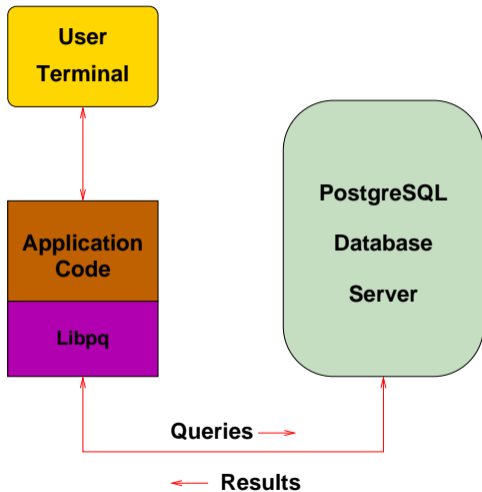 User
Terminal
Application
Code
Libpq
PostgreSQL
Database
Server
Queries
Results